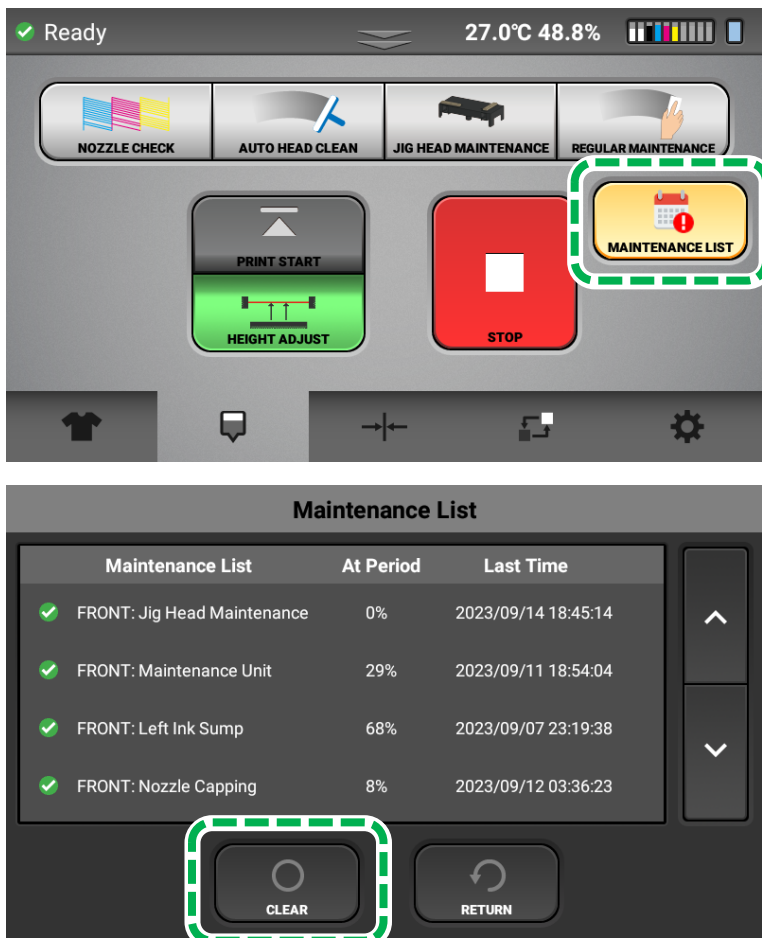 Ready
27.0℃ 48.8%
NOZZLE CHECK
AUTO HEAD CLEAN
JIG HEAD MAINTENANCE
REGULAR MAINTENANCE
MAINTENANCE LIST
PRINT START
HEIGHT ADJUST
STOP
Maintenance List
Maintenance List At Period Last Time
FRONT: Jig Head Maintenance 0% 2023/09/14 18:45:14
FRONT: Maintenance Unit 29% 2023/09/11 18:54:04
FRONT: Left Ink Sump 68% 2023/09/07 23:19:38
FRONT: Nozzle Capping 8% 2023/09/12 03:36:23
CLEAR
RETURN